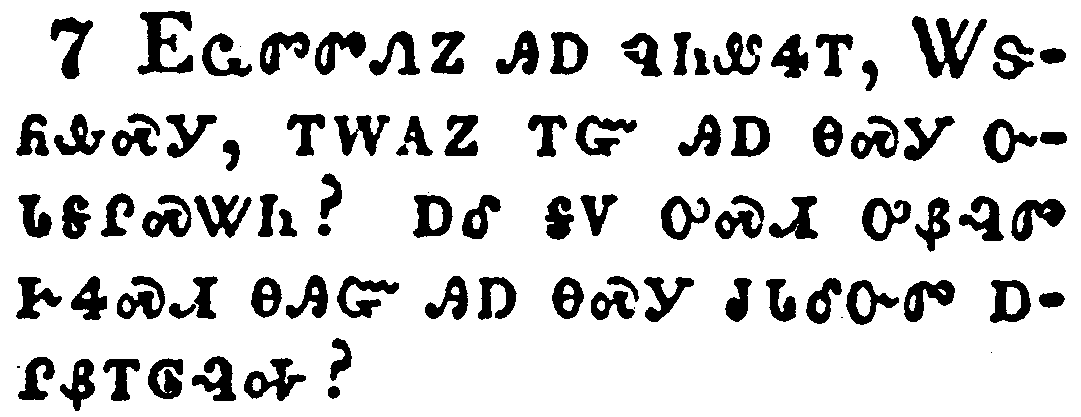 7 ᎬᏩᏛᏛᏁᏃ ᎯᎠ ᏄᏂᏪᏎᎢ, ᏔᏕ-
ᏲᎲᏍᎩ, ᎢᎳᎪᏃ ᎢᏳ ᎯᎠ ᎾᏍᎩ Ꮕ-
ᏓᎦᎵᏍᏔᏂ? ᎠᎴ ᎦᏙ ᎤᏍᏗ ᎤᏰᎸᏛ
ᎨᏎᏍᏗ ᎾᎯᏳ ᎯᎠ ᎾᏍᎩ ᏧᏓᎴᏅᏛ Ꭰ-
ᎵᏰᎢᎶᎸᎭ?